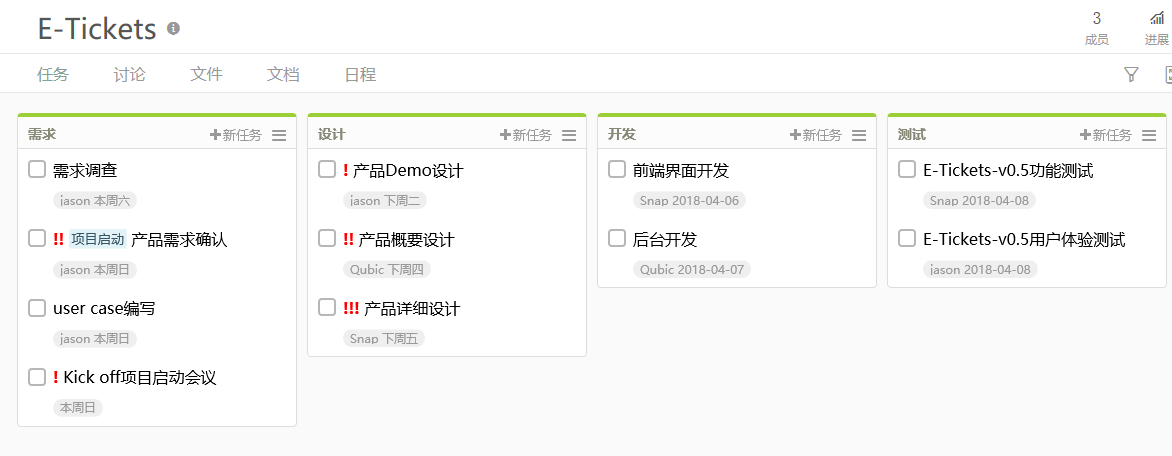 E-Tickets
3
成员
进展
任务 讨论 文件 文档 日程
需求 +新任务
需求调查
jason 本周六
!! 项目启动 产品需求确认
jason 本周日
user case编写
jason 本周日
! Kick off项目启动会议
本周日
设计 +新任务
! 产品Demo设计
jason 下周二
!! 产品概要设计
Qubic 下周四
!!! 产品详细设计
Snap 下周五
开发 +新任务
前端界面开发
Snap 2018-04-06
后台开发
Qubic 2018-04-07
测试 +新任务
E-Tickets-v0.5功能测试
Snap 2018-04-08
E-Tickets-v0.5用户体验测试
jason 2018-04-08